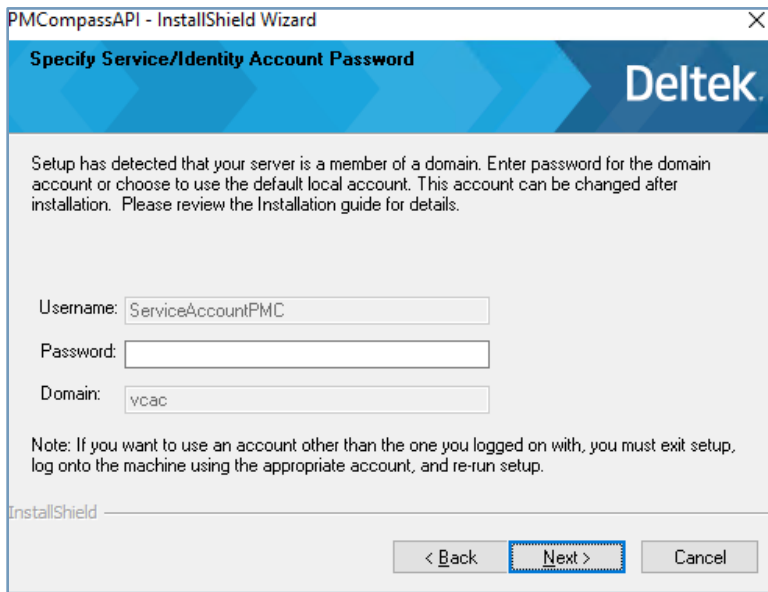 PMCompassAPI - InstallShield Wizard
Specify Service/Identity Account Password
Deltek.
Setup has detected that your server is a member of a domain. Enter password for the domain
account or choose to use the default local account. This account can be changed after
installation.  Please review the Installation guide for details.
Username: ServiceAccountPMC
Password:
Domain: vcac
Note: If you want to use an account other than the one you logged on with, you must exit setup,
log onto the machine using the appropriate account, and re-run setup.
InstallShield
< Back Next > Cancel